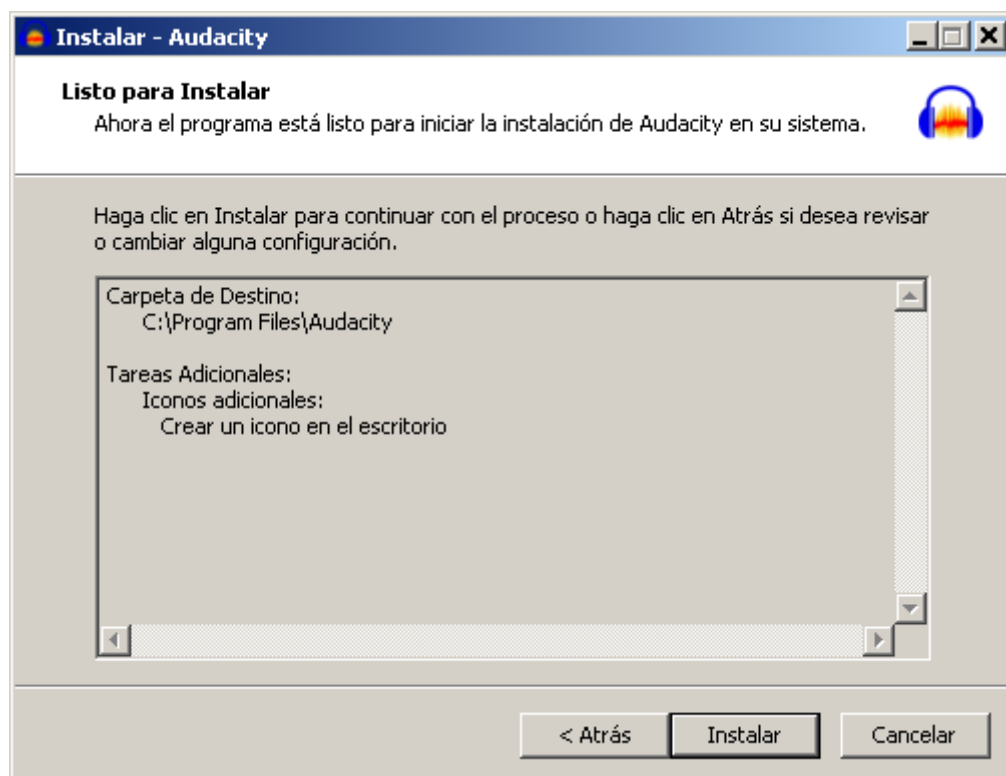 Instalar - Audacity
Listo para Instalar
Ahora el programa está listo para iniciar la instalación de Audacity en su sistema.
Haga clic en Instalar para continuar con el proceso o haga clic en Atrás si desea revisar
o cambiar alguna configuración.
Carpeta de Destino:
C:\Program Files\Audacity
Tareas Adicionales:
Iconos adicionales:
Crear un icono en el escritorio
< Atrás
Instalar
Cancelar